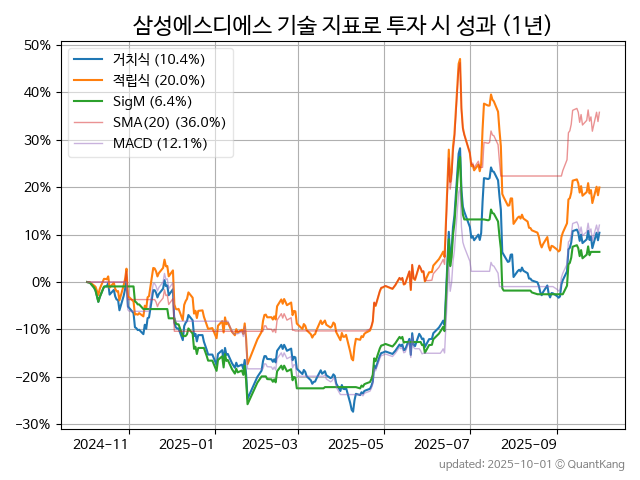 삼성에스디에스 기술 지표로 투자 시 성과 (1년)
50%
40%
30%
20%
10%
0%
−10%
−20%
−30%
거치식 (10.4%)
적립식 (20.0%)
SigM (6.4%)
SMA(20) (36.0%)
MACD (12.1%)
2024-11
2025-01
2025-03
2025-05
2025-07
2025-09
updated: 2025-10-01 © QuantKang